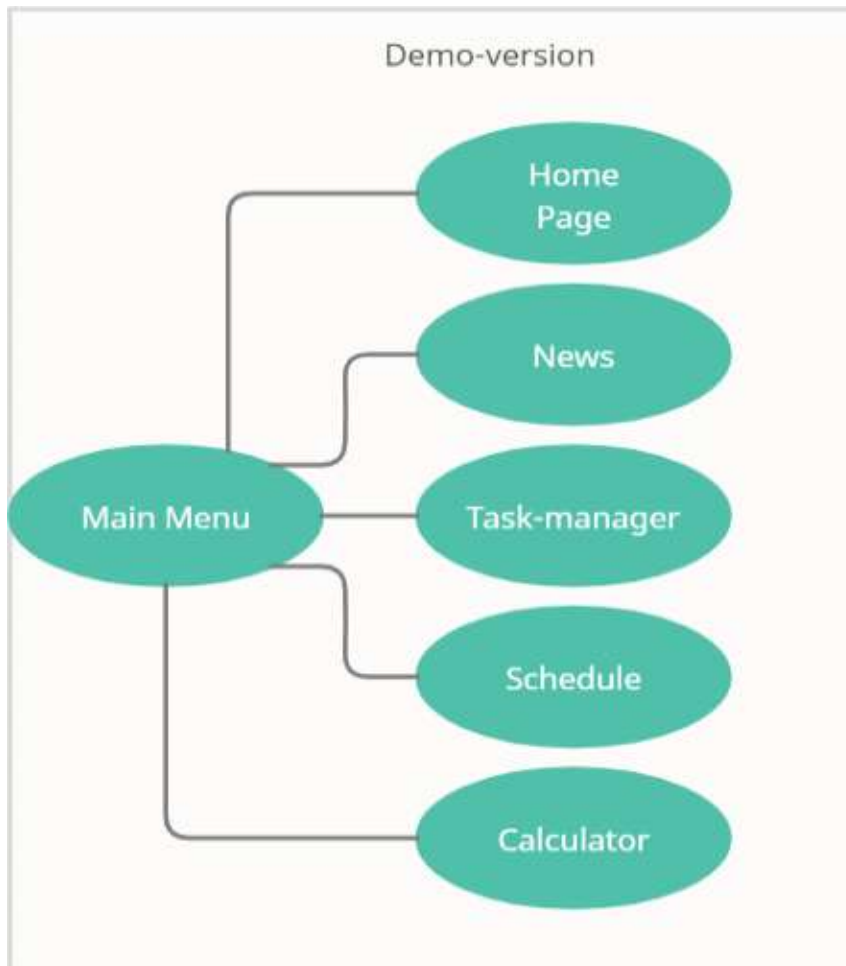 Demo-version
Home
Page
News
Main Menu
Task-manager
Schedule
Calculator